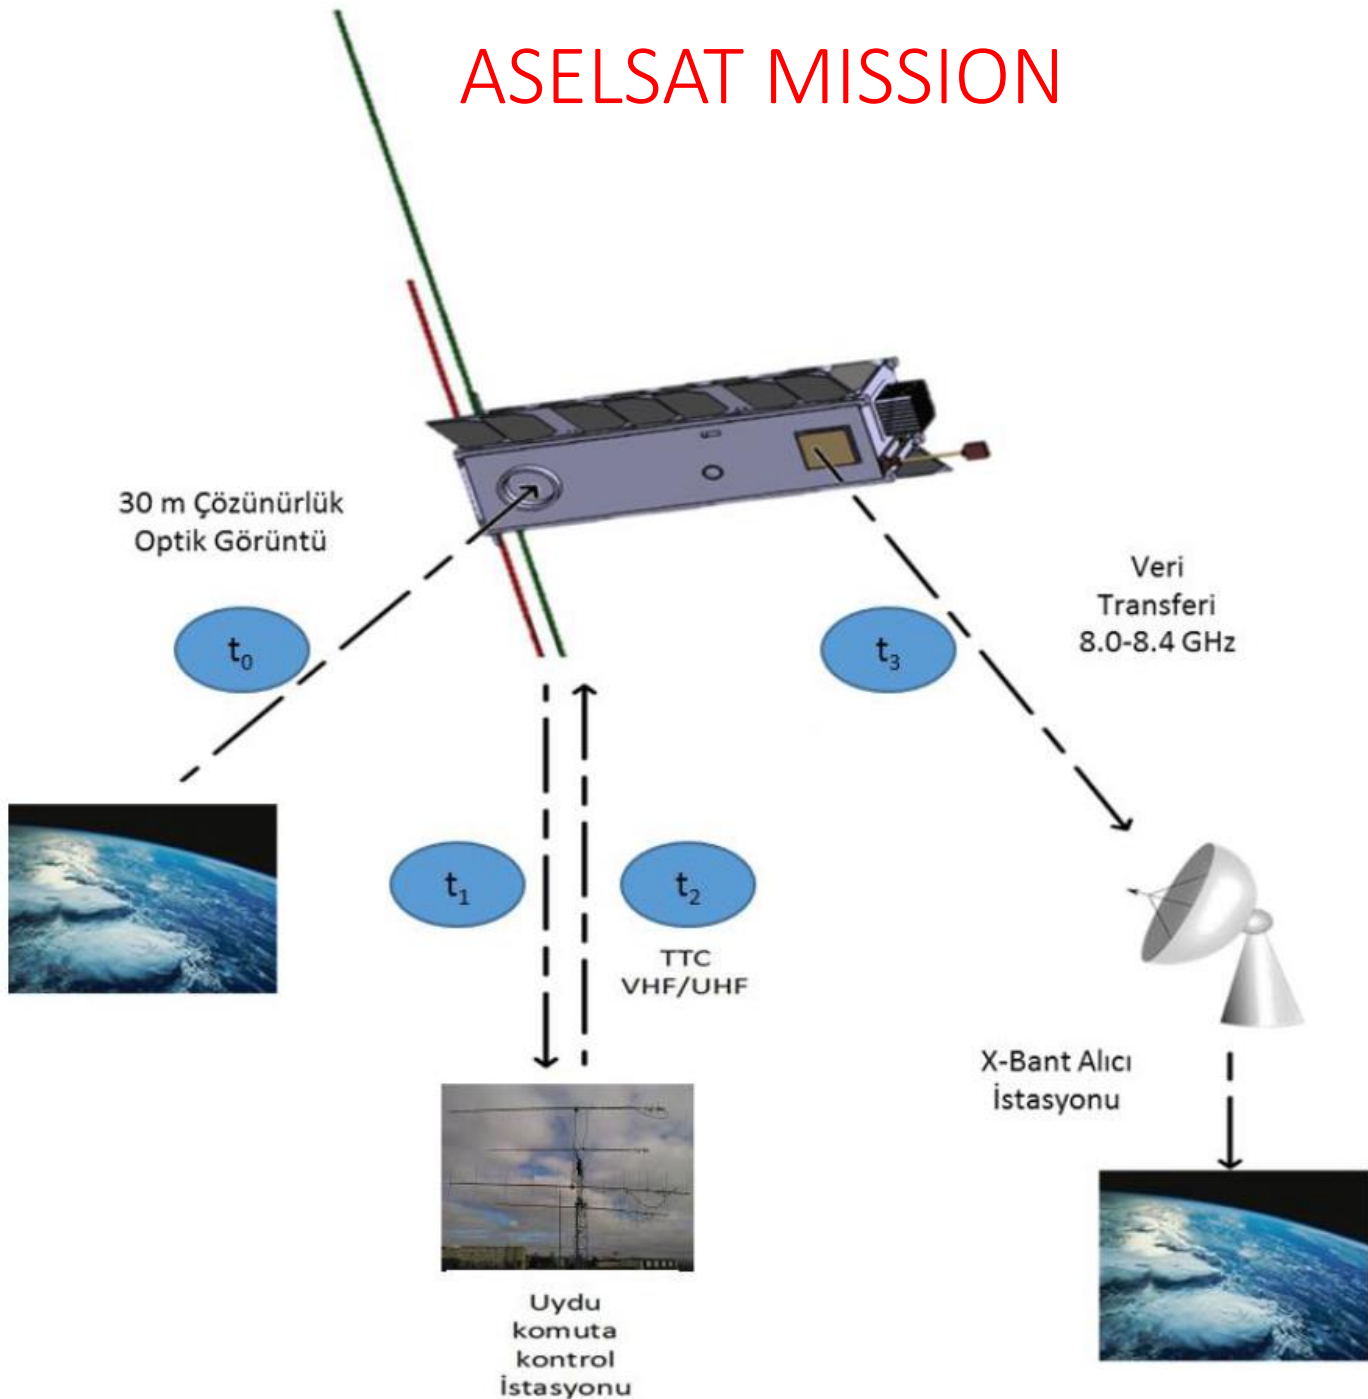 ASELSAT MISSION
30 m Çözünürlük
Optik Görüntü
Veri
Transferi
8.0-8.4 GHz
t₀
t₃
t₁
t₂
TTC
VHF/UHF
X-Bant Alıcı
İstasyonu
Uydu
komuta
kontrol
İstasyonu